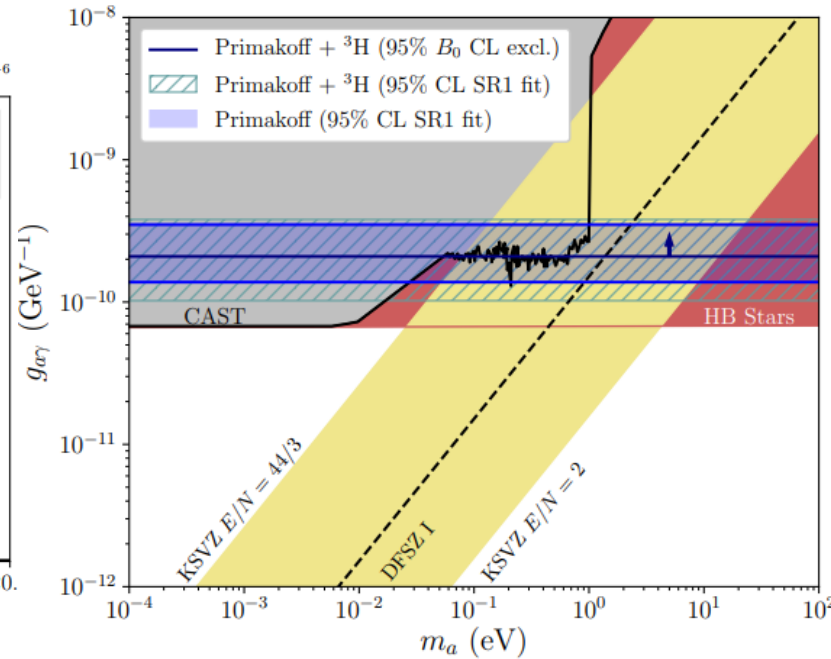 10⁻⁸
10⁻⁹
10⁻¹⁰
10⁻¹¹
10⁻¹²
gₐᵧ (GeV⁻¹)
Primakoff + ³H (95% B₀ CL excl.)
Primakoff + ³H (95% CL SR1 fit)
Primakoff (95% CL SR1 fit)
CAST
HB Stars
KSVZ E/N = 44/3
DFSZ I
KSVZ E/N = 2
10⁻⁴ 10⁻³ 10⁻² 10⁻¹ 10⁰ 10¹ 10²
mₐ (eV)